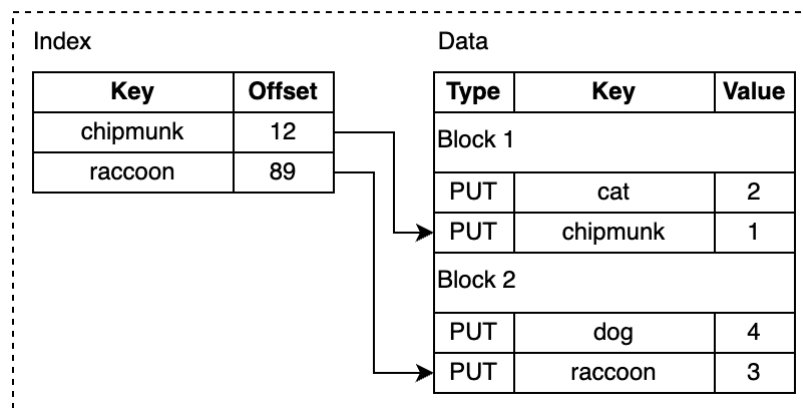 Index
Key Offset
chipmunk 12
raccoon 89
Data
Type Key Value
Block 1
PUT cat 2
PUT chipmunk 1
Block 2
PUT dog 4
PUT raccoon 3